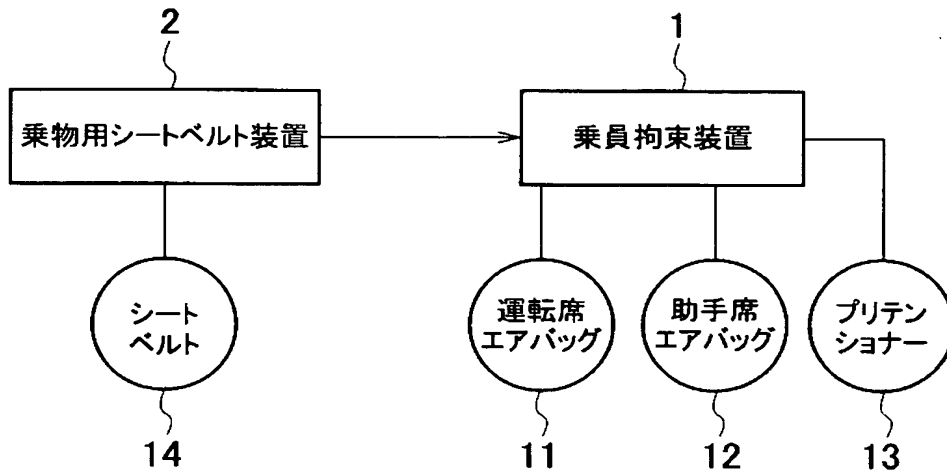 2
1
乗物用シートベルト装置
乗員拘束装置
シート
ベルト
運転席
エアバッグ
助手席
エアバッグ
プリテン
ショナー
14
11
12
13